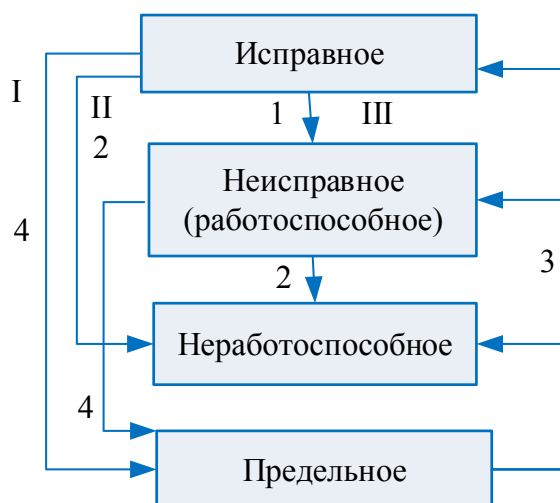 Исправное
I
II
1
III
2
Неисправное
(работоспособное)
4
2
3
Неработоспособное
4
Предельное